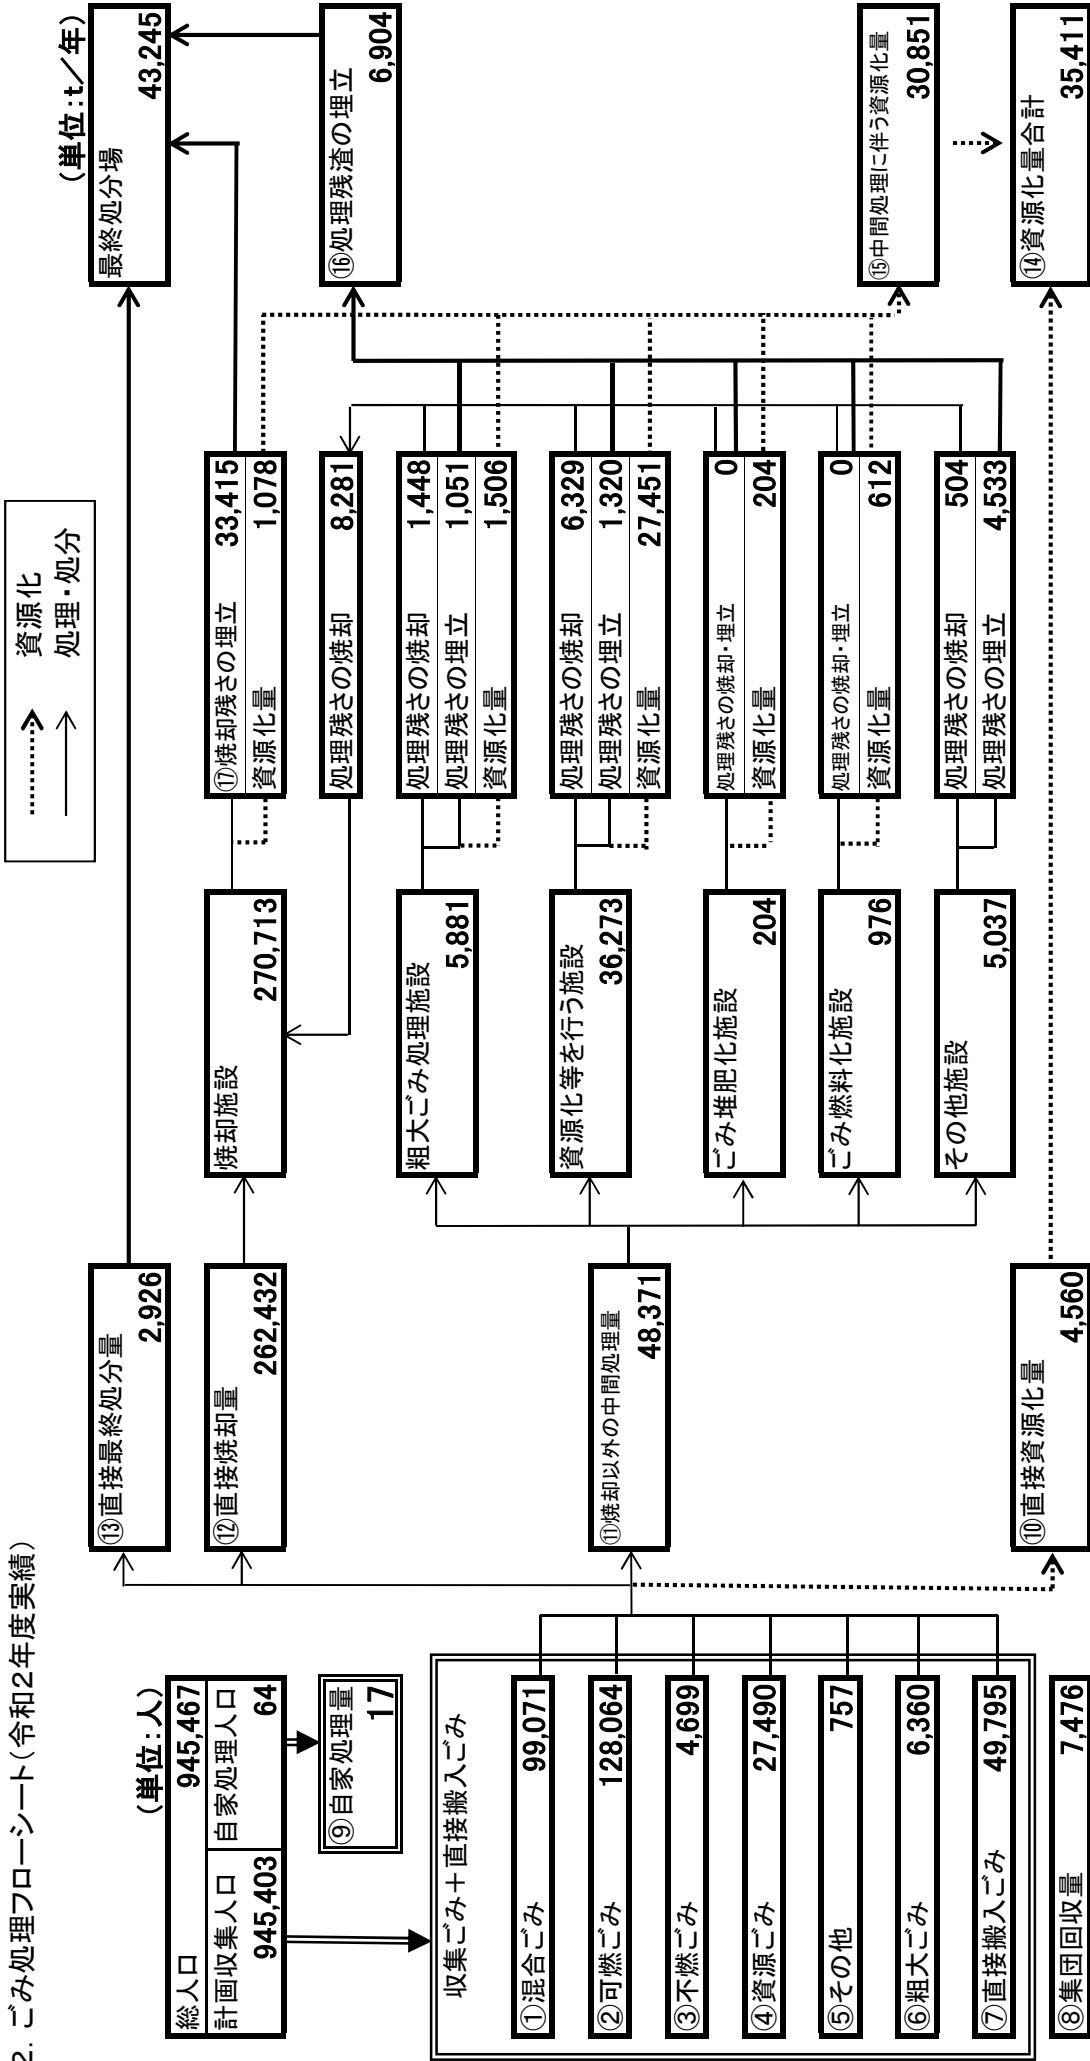 2. ごみ処理フローシート(令和2年度実績)
資源化
処理・処分
(単位:人)
総人口
945,467
計画収集人口
945,403
自家処理人口
64
⑨自家処理量
17
収集ごみ+直接搬入ごみ
①混合ごみ
99,071
②可燃ごみ
128,064
③不燃ごみ
4,699
④資源ごみ
27,490
⑤その他
757
⑥粗大ごみ
6,360
⑦直接搬入ごみ
49,795
⑧集団回収量
7,476
⑬直接最終処分量
2,926
⑫直接焼却量
262,432
⑪焼却以外の中間処理量
48,371
⑩直接資源化量
4,560
焼却施設
270,713
粗大ごみ処理施設
5,881
資源化等を行う施設
36,273
ごみ堆肥化施設
204
ごみ燃料化施設
976
その他施設
5,037
⑰焼却残さの埋立 33,415
資源化量 1,078
処理残さの焼却 8,281
処理残さの焼却 1,448
処理残さの埋立 1,051
資源化量 1,506
処理残さの焼却 6,329
処理残さの埋立 1,320
資源化量 27,451
処理残さの焼却・埋立 0
資源化量 204
処理残さの焼却・埋立 0
資源化量 612
処理残さの焼却 504
処理残さの埋立 4,533
(単位:t/年)
最終処分場
43,245
⑯処理残渣の埋立
6,904
⑮中間処理に伴う資源化量
30,851
⑭資源化量合計
35,411